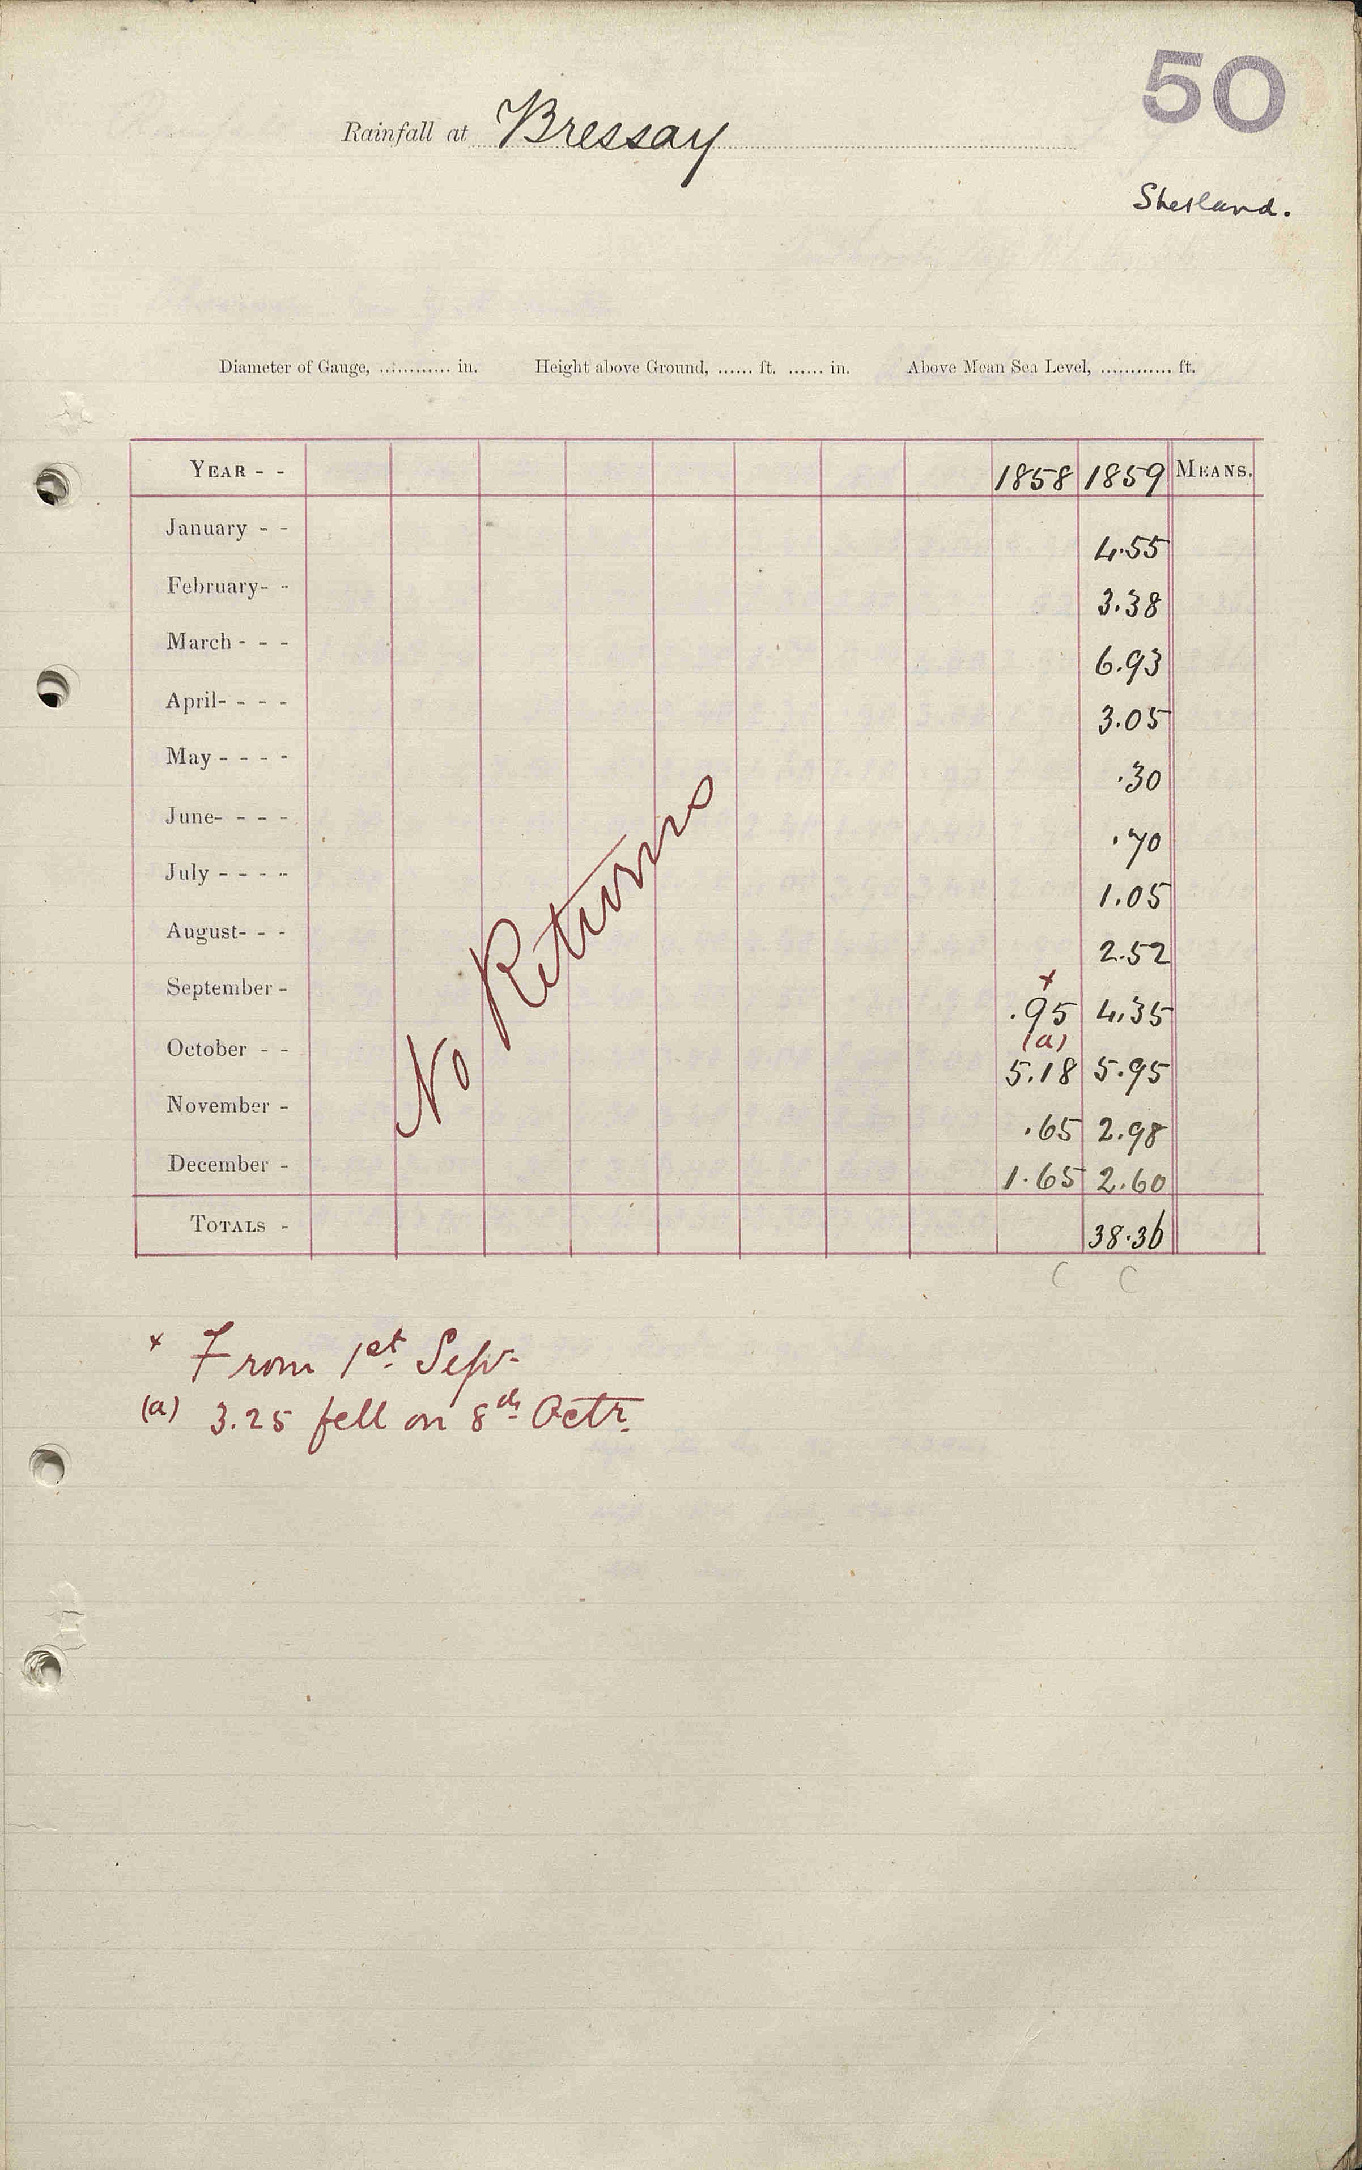 50
Rainfall at Bressay
Shetland.
Diameter of Gauge, ............ in. Height above Ground, ...... ft. ...... in. Above Mean Sea Level, ............ ft.
YEAR - - 1858 1859 MEANS.
January - - 4.55
February- - 3.38
March - - - 6.93
April- - - - 3.05
May - - - - .30
June- - - - .70
July - - - - 1.05
August- - - 2.52
x
September - .95 4.35
(a)
October - - 5.18 5.95
November - .65 2.98
December - 1.65 2.60
TOTALS - 38.36
No Returns
C C
x From 1st Sepr.
(a) 3.25 fell on 8th Octr.